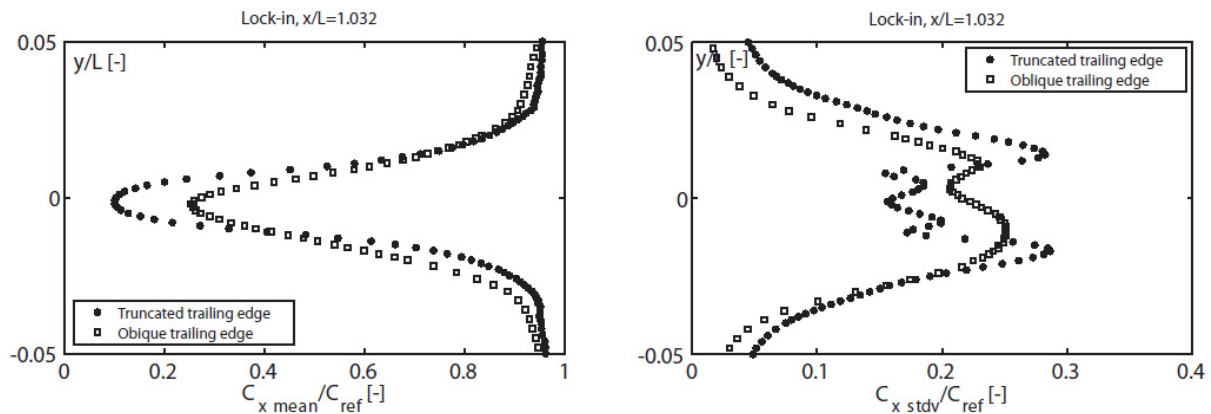 Lock-in, x/L=1.032
0.05
y/L [-]
0
-0.05
Truncated trailing edge
Obique trailing edge
0 0.2 0.4 0.6 0.8 1
C x mean/C ref [-]
Lock-in, x/L=1.032
0.05
y/L [-]
Truncated trailing edge
Oblique trailing edge
0
-0.05
0 0.1 0.2 0.3 0.4
C x stdv/C ref [-]